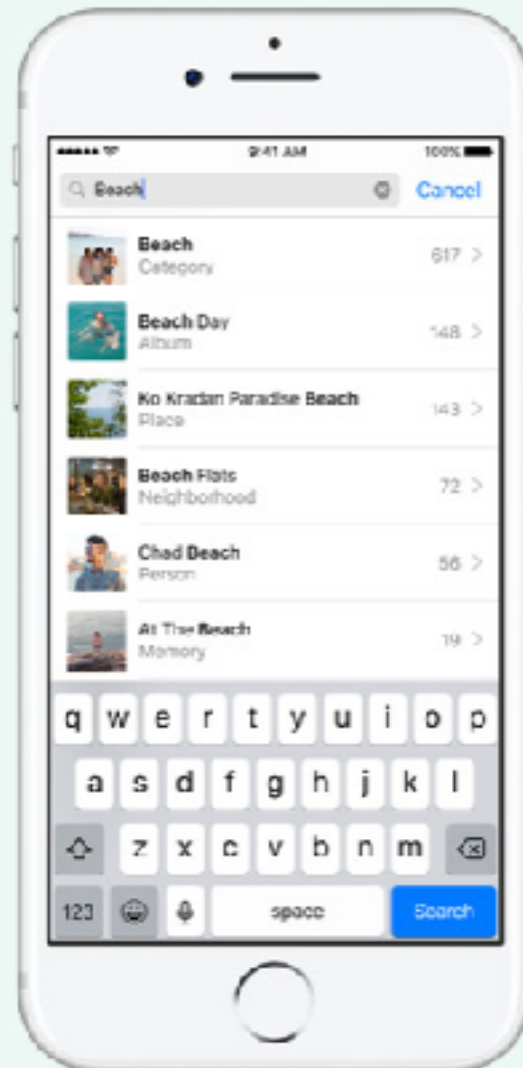 9:41 AM 100%
Beach Cancel
Beach 617
Category
Beach Day 148
Album
Ko Kradan Paradise Beach 143
Place
Beach Flats 72
Neighborhood
Chad Beach 56
Person
At The Beach 19
Memory
q w e r t y u i o p
a s d f g h j k l
z x c v b n m
123 space Search